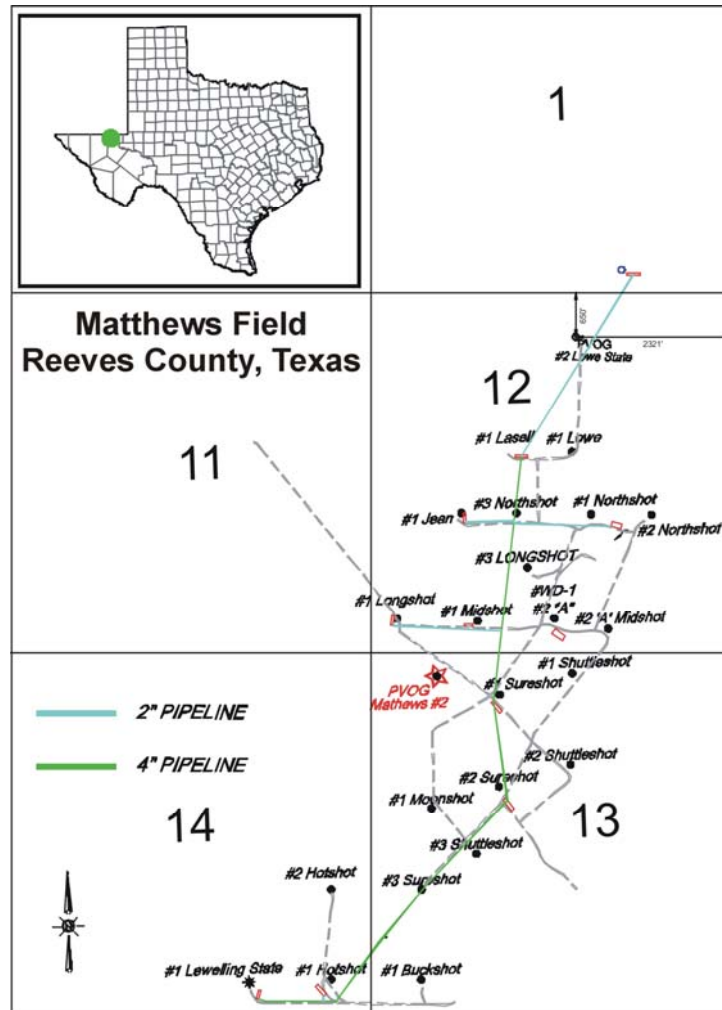 1
Matthews Field
Reeves County, Texas
650'
PVOG
2321'
#2 Lowe State
12
11
#1 Lasell
#1 Lowe
#3 Northshot
#1 Northshot
#1 Jean
#2 Northshot
#3 LONGSHOT
#WD-1
#1 Longshot
#1 Midshot
#2 "A"
#2 "A" Midshot
#1 Shuttleshot
PVOG
Mathews #2
#1 Sureshot
2" PIPELINE
4" PIPELINE
#2 Shuttleshot
#2 Sureshot
#1 Moonshot
14
13
#3 Shuttleshot
#2 Hotshot
#3 Sureshot
#1 Lewelling State
#1 Hotshot
#1 Buckshot